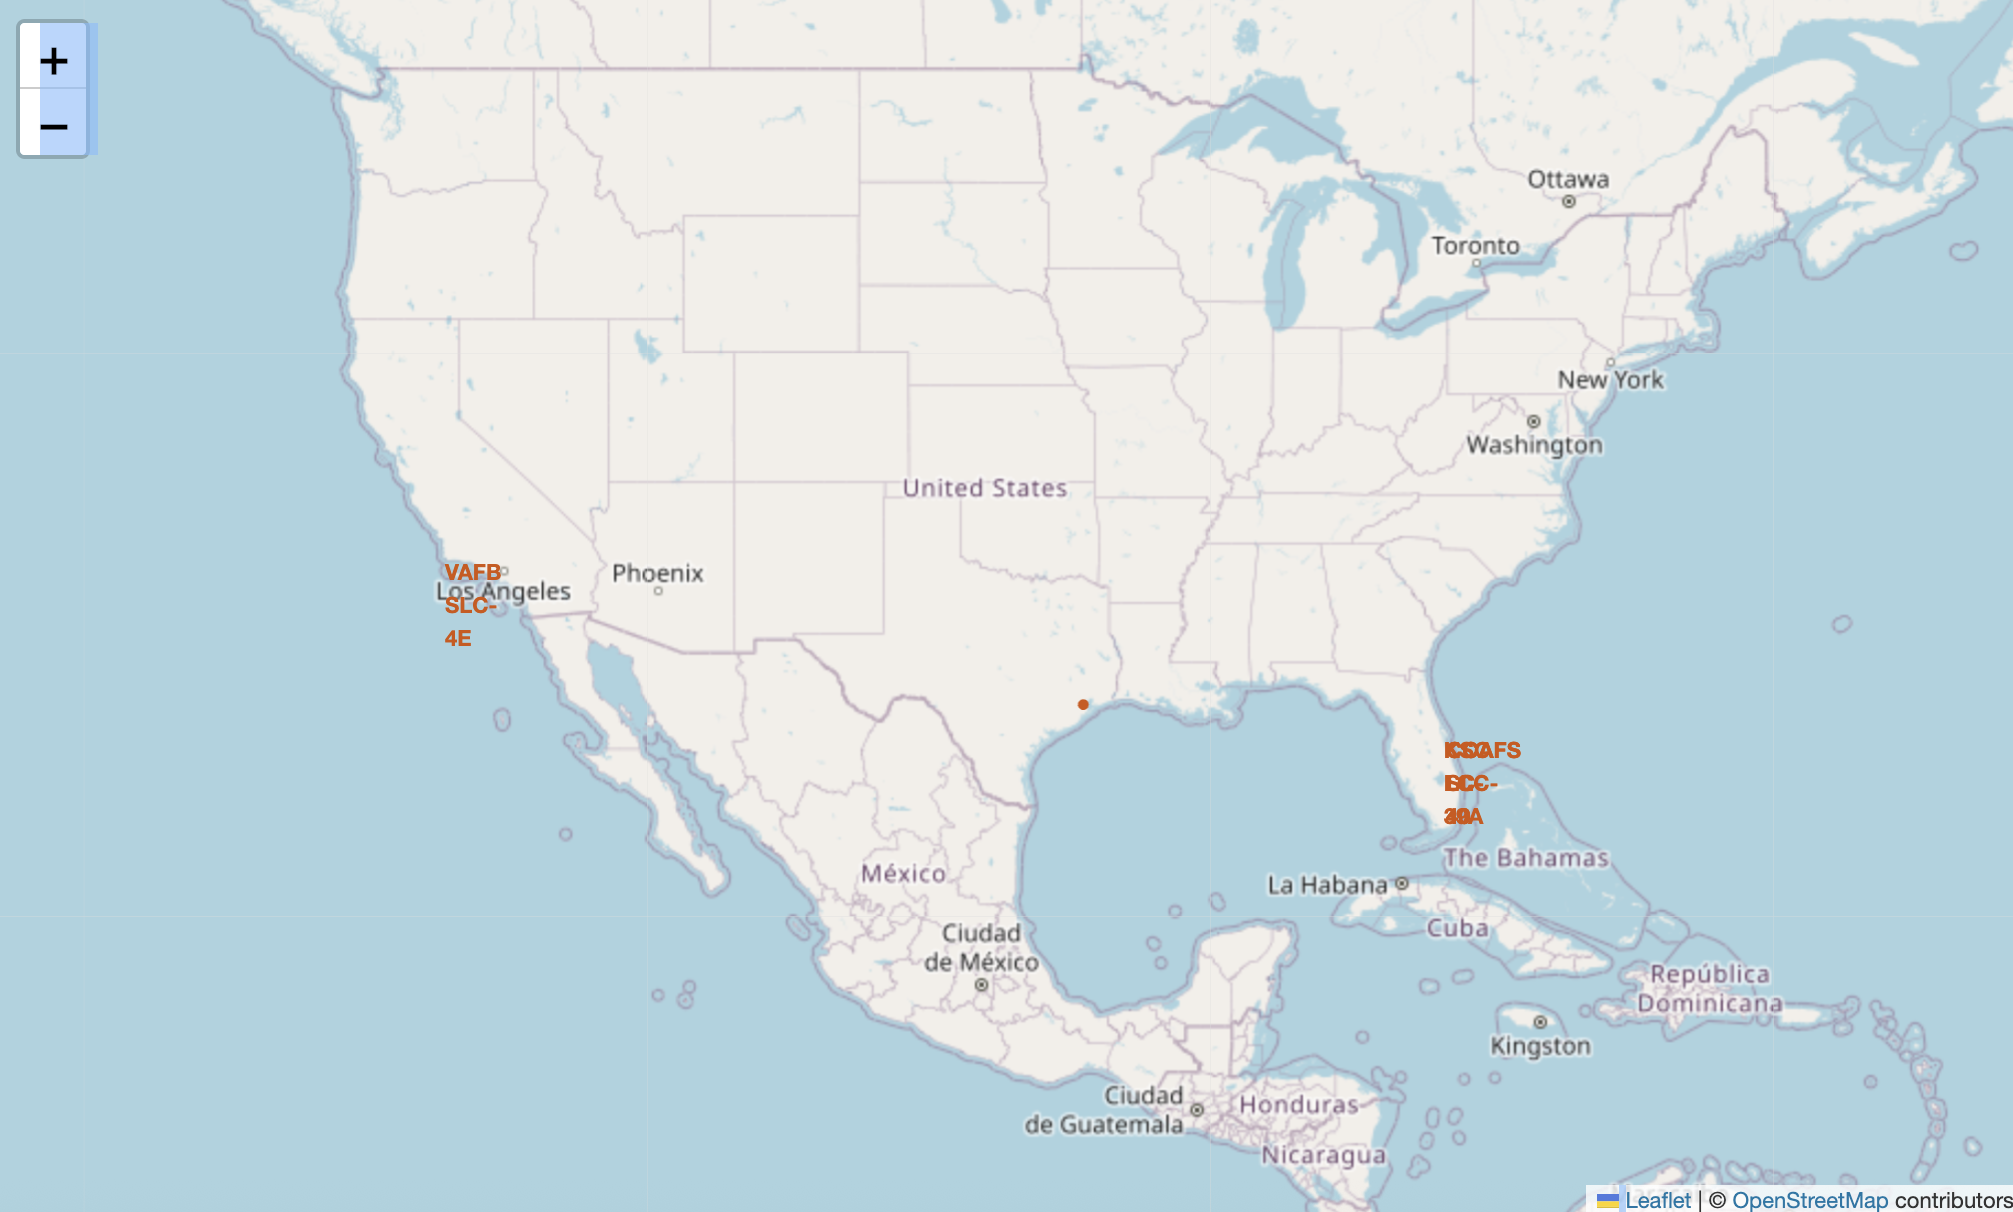 +
−
Ottawa
Toronto
New York
Washington
United States
VAFB
Los Angeles
SLC-
4E
Phoenix
México
Ciudad
de México
La Habana
The Bahamas
Cuba
República
Dominicana
Kingston
Ciudad
de Guatemala
Honduras
Nicaragua
Leaflet | © OpenStreetMap contributors